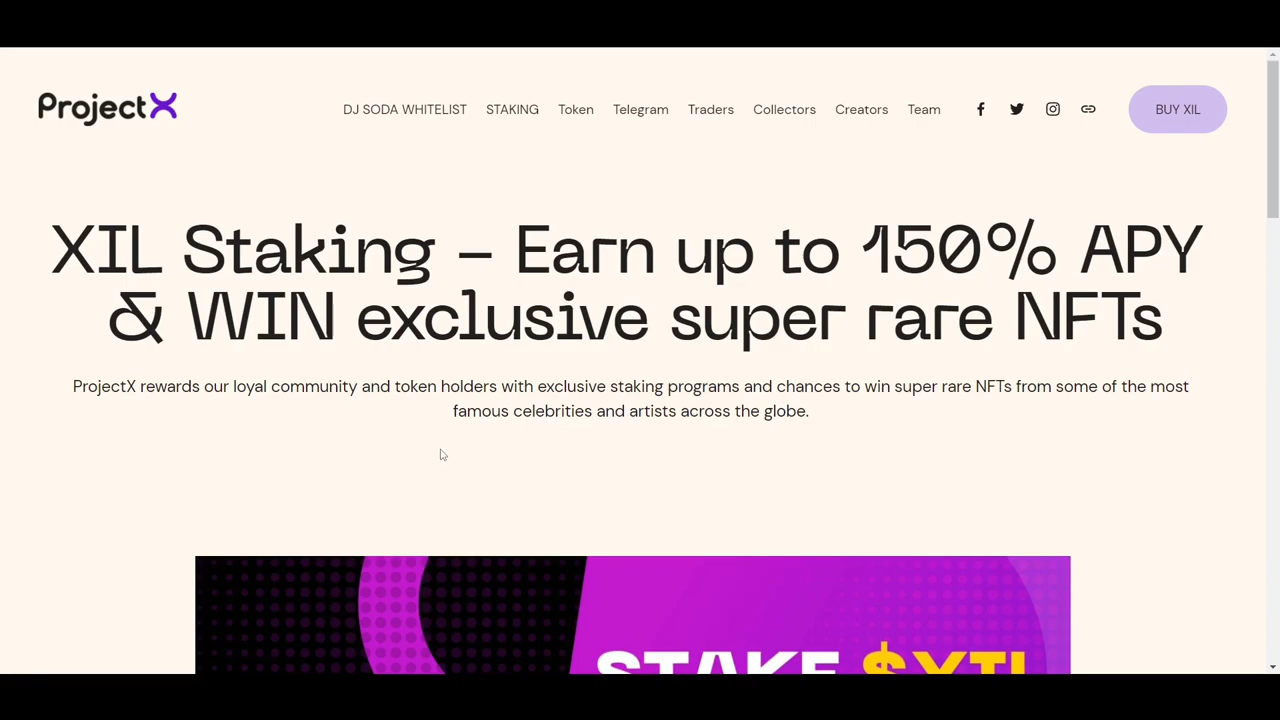 ProjectX
DJ SODA WHITELIST STAKING Token Telegram Traders Collectors Creators Team
BUY XIL
XIL Staking – Earn up to 150% APY
& WIN exclusive super rare NFTs
ProjectX rewards our loyal community and token holders with exclusive staking programs and chances to win super rare NFTs from some of the most
famous celebrities and artists across the globe.
STAKE $XIL